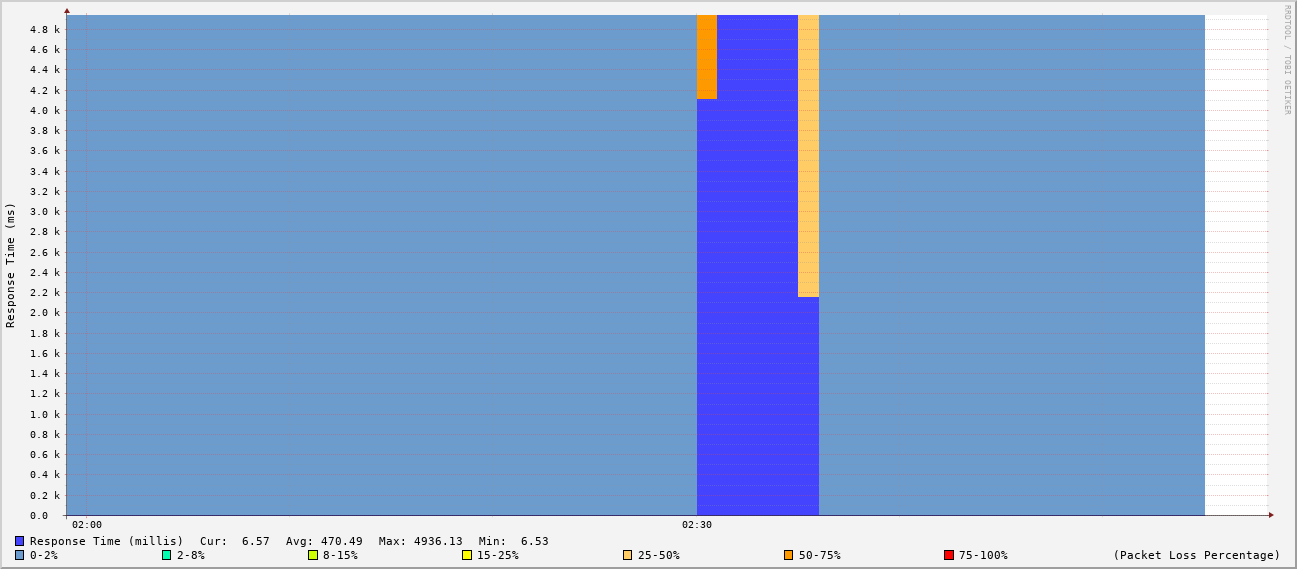 RRDTOOL / TOBI OETIKER
Response Time (ms)
4.8 k
4.6 k
4.4 k
4.2 k
4.0 k
3.8 k
3.6 k
3.4 k
3.2 k
3.0 k
2.8 k
2.6 k
2.4 k
2.2 k
2.0 k
1.8 k
1.6 k
1.4 k
1.2 k
1.0 k
0.8 k
0.6 k
0.4 k
0.2 k
0.0
02:00 02:30
Response Time (millis) Cur: 6.57 Avg: 470.49 Max: 4936.13 Min: 6.53
0-2% 2-8% 8-15% 15-25% 25-50% 50-75% 75-100% (Packet Loss Percentage)